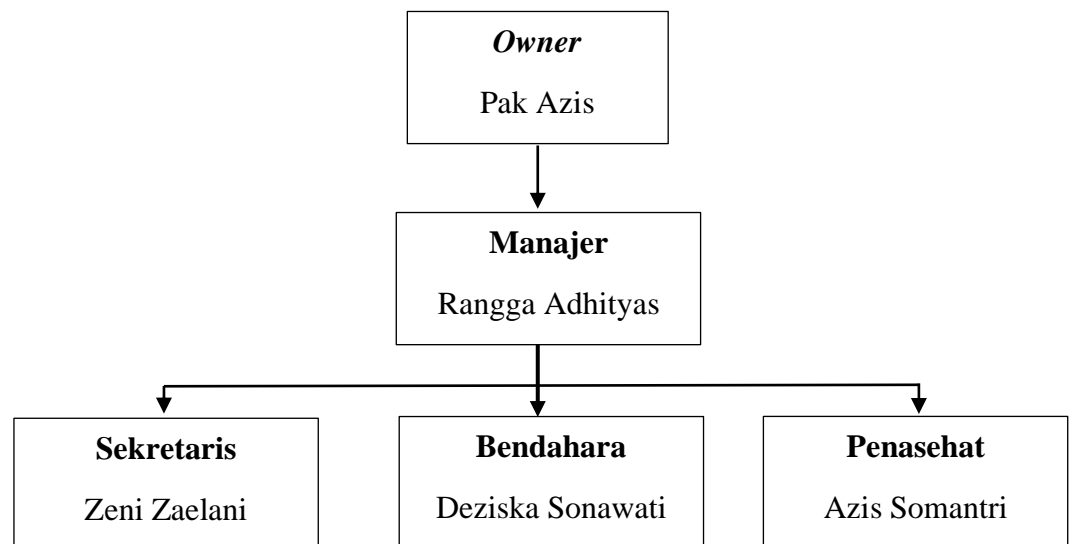 Owner
Pak Azis
Manajer
Rangga Adhityas
Sekretaris
Zeni Zaelani
Bendahara
Deziska Sonawati
Penasehat
Azis Somantri